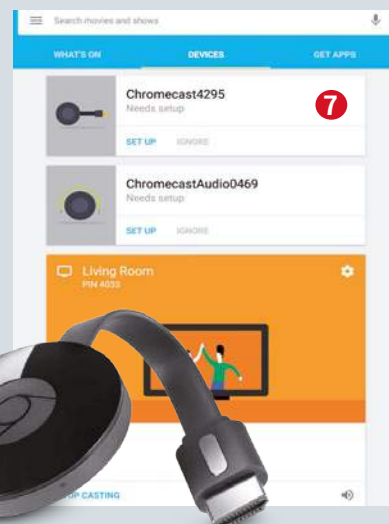 Search movies and shows
WHAT'S ON DEVICES GET APPS
Chromecast4295
Needs setup
7
SET UP IGNORE
ChromecastAudio0469
Needs setup
SET UP IGNORE
Living Room
PIN 4033
CASTING